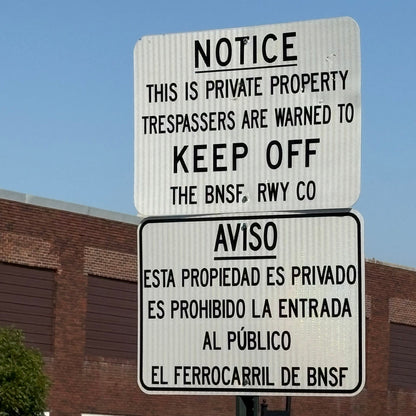 NOTICE
THIS IS PRIVATE PROPERTY
TRESPASSERS ARE WARNED TO
KEEP OFF
THE BNSF RWY CO
AVISO
ESTA PROPIEDAD ES PRIVADO
ES PROHIBIDO LA ENTRADA
AL PÚBLICO
EL FERROCARRIL DE BNSF